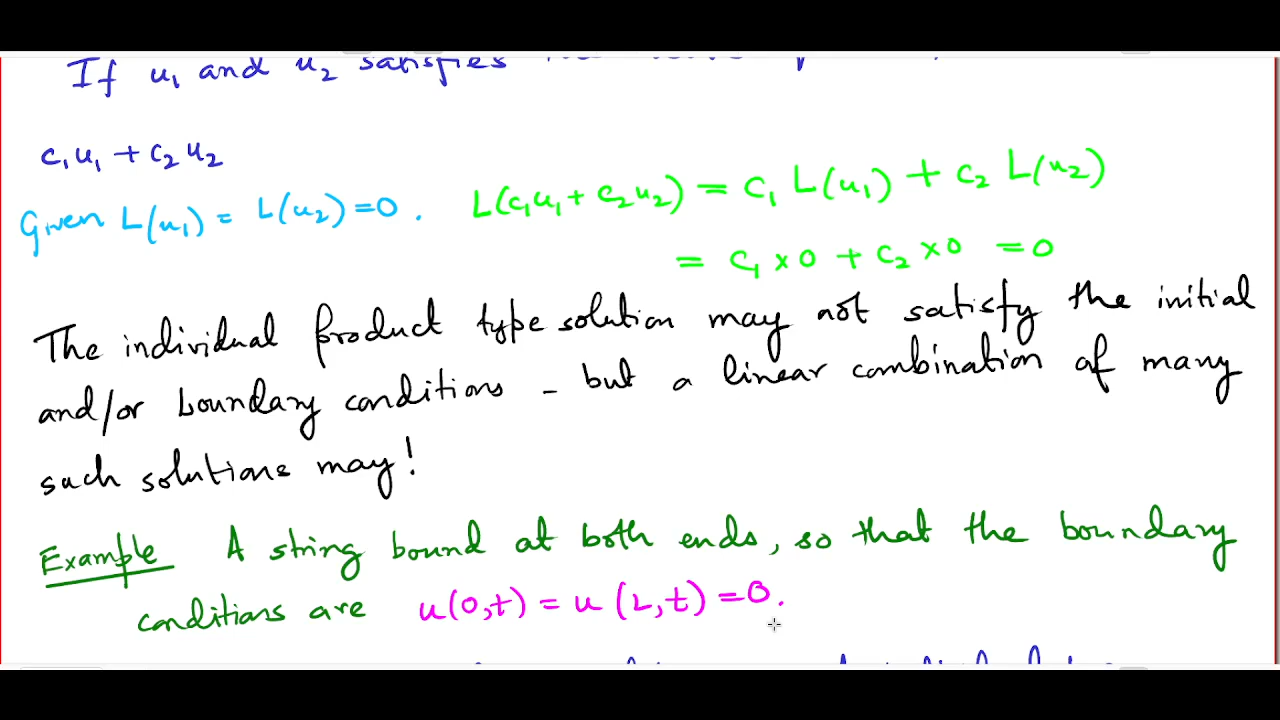 If u₁ and u₂ satisfies
c₁u₁ + c₂u₂
Given L(u₁) = L(u₂) = 0 .
L(c₁u₁ + c₂u₂) = c₁ L(u₁) + c₂ L(u₂)
= c₁ × 0 + c₂ × 0 = 0
The individual product type solution may not satisfy the initial
and/or boundary conditions - but a linear combination of many
such solutions may!
Example A string bound at both ends, so that the boundary
conditions are u(0,t) = u(L,t) = 0.